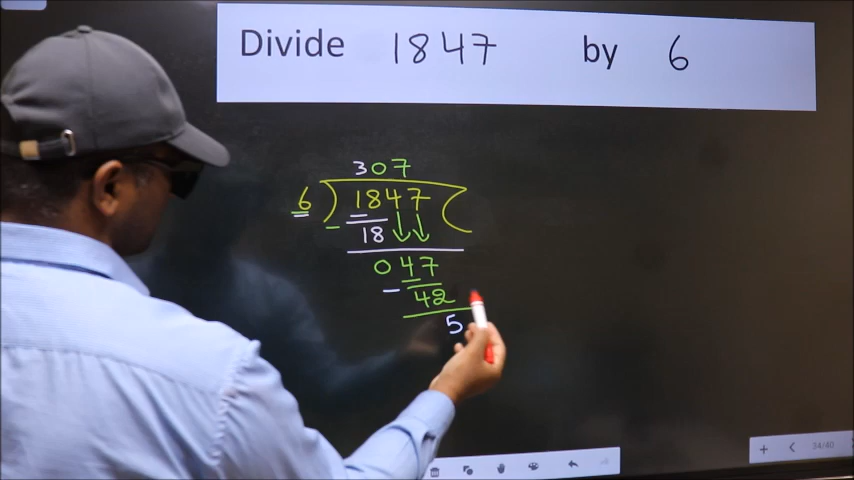 Divide 1847 by 6
307
6 ) 1847 (
- 18 ↓↓
047
- 42
5
34/40